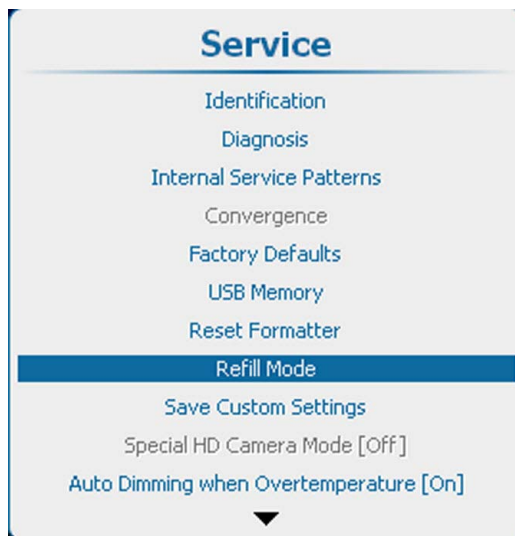 Service
Identification
Diagnosis
Internal Service Patterns
Convergence
Factory Defaults
USB Memory
Reset Formatter
Refill Mode
Save Custom Settings
Special HD Camera Mode [Off]
Auto Dimming when Overtemperature [On]